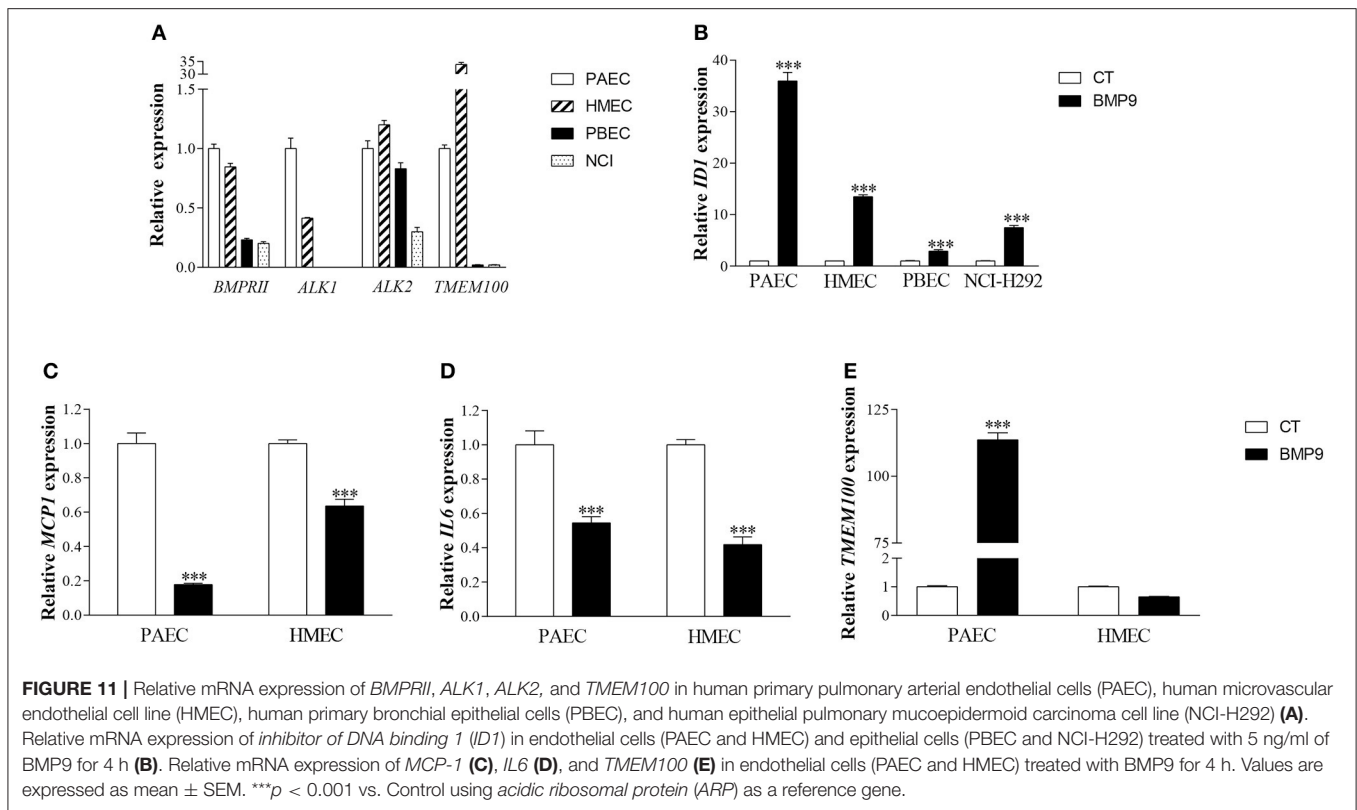 A
Relative expression
35
30
1.5
1.0
0.5
0.0
BMPRII ALK1 ALK2 TMEM100
PAEC
HMEC
PBEC
NCI
B
Relative ID1 expression
40
30
20
10
0
***
***
***
***
PAEC HMEC PBEC NCI-H292
CT
BMP9
C
Relative MCP1 expression
1.2
1.0
0.8
0.6
0.4
0.2
0.0
***
***
PAEC HMEC
D
Relative IL6 expression
1.2
1.0
0.8
0.6
0.4
0.2
0.0
***
***
PAEC HMEC
E
Relative TMEM100 expression
125
100
75
2
1
0
***
PAEC HMEC
CT
BMP9
FIGURE 11 | Relative mRNA expression of BMPRII, ALK1, ALK2, and TMEM100 in human primary pulmonary arterial endothelial cells (PAEC), human microvascular
endothelial cell line (HMEC), human primary bronchial epithelial cells (PBEC), and human epithelial pulmonary mucoepidermoid carcinoma cell line (NCI-H292) (A).
Relative mRNA expression of inhibitor of DNA binding 1 (ID1) in endothelial cells (PAEC and HMEC) and epithelial cells (PBEC and NCI-H292) treated with 5 ng/ml of
BMP9 for 4 h (B). Relative mRNA expression of MCP-1 (C), IL6 (D), and TMEM100 (E) in endothelial cells (PAEC and HMEC) treated with BMP9 for 4 h. Values are
expressed as mean ± SEM. ***p < 0.001 vs. Control using acidic ribosomal protein (ARP) as a reference gene.